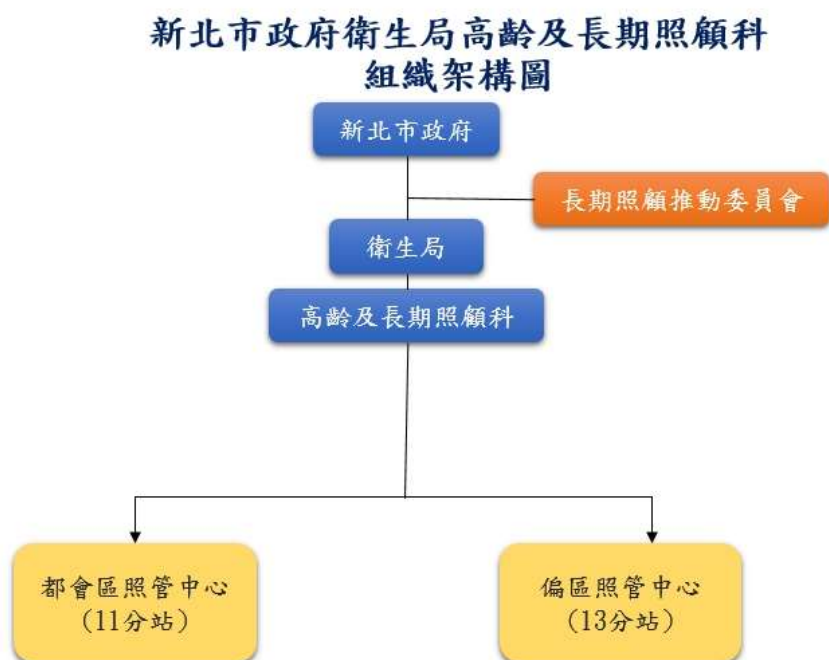 新北市政府衛生局高齡及長期照顧科
組織架構圖
新北市政府
長期照顧推動委員會
衛生局
高齡及長期照顧科
都會區照管中心
(11分站)
偏區照管中心
(13分站)